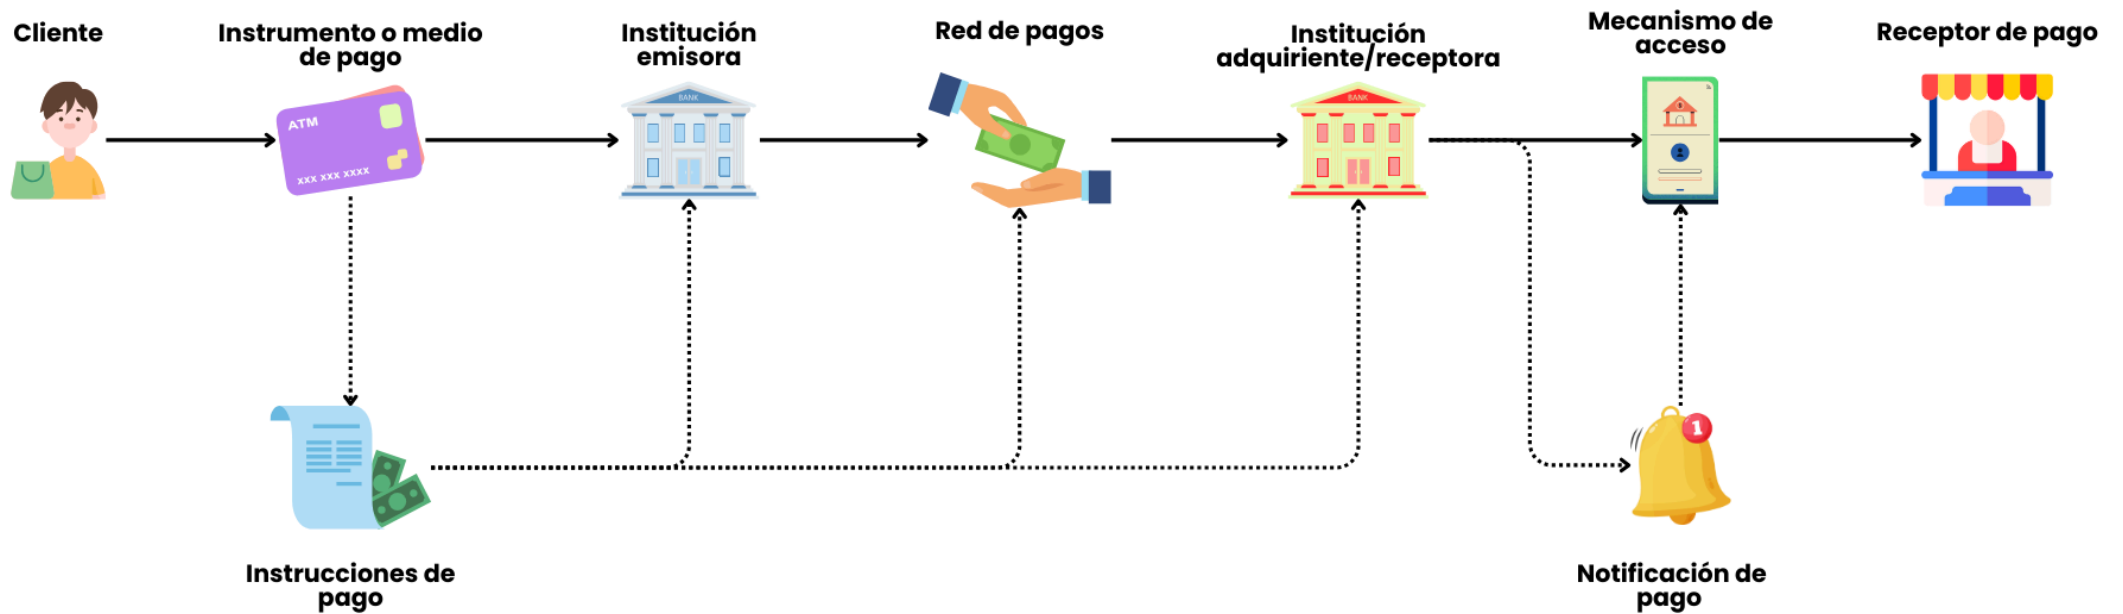 Cliente
Instrumento o medio
de pago
Institución
emisora
Red de pagos
Institución
adquiriente/receptora
Mecanismo de
acceso
Receptor de pago
ATM
XXX XXX XXXX
BANK
BANK
1
Instrucciones de
pago
Notificación de
pago